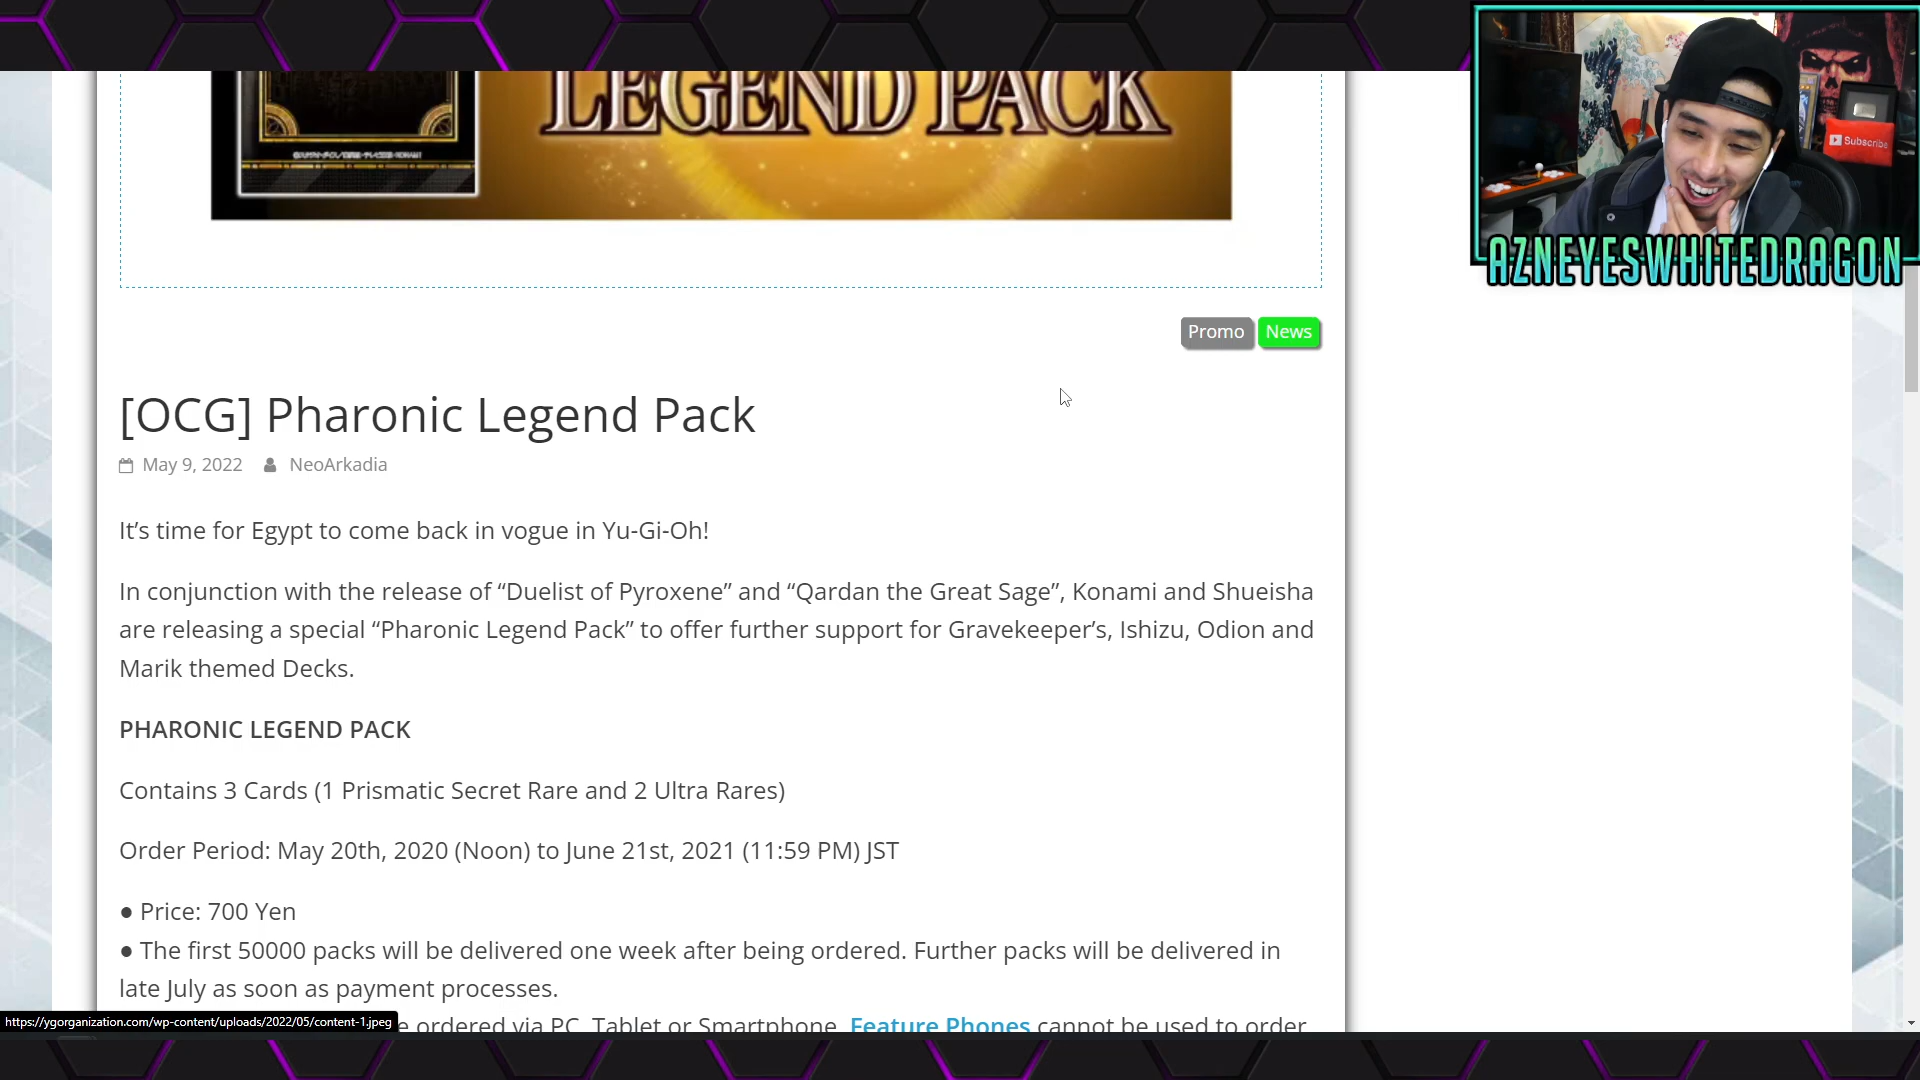 LEGEND PACK
Subscribe
AZNEYESWHITEDRAGON
Promo News
[OCG] Pharonic Legend Pack
May 9, 2022 NeoArkadia
It’s time for Egypt to come back in vogue in Yu-Gi-Oh!
In conjunction with the release of “Duelist of Pyroxene” and “Qardan the Great Sage”, Konami and Shueisha
are releasing a special “Pharonic Legend Pack” to offer further support for Gravekeeper’s, Ishizu, Odion and
Marik themed Decks.
PHARONIC LEGEND PACK
Contains 3 Cards (1 Prismatic Secret Rare and 2 Ultra Rares)
Order Period: May 20th, 2020 (Noon) to June 21st, 2021 (11:59 PM) JST
● Price: 700 Yen
● The first 50000 packs will be delivered one week after being ordered. Further packs will be delivered in
late July as soon as payment processes.
https://ygorganization.com/wp-content/uploads/2022/05/content-1.jpeg
e ordered via PC, Tablet or Smartphone. Feature Phones cannot be used to order